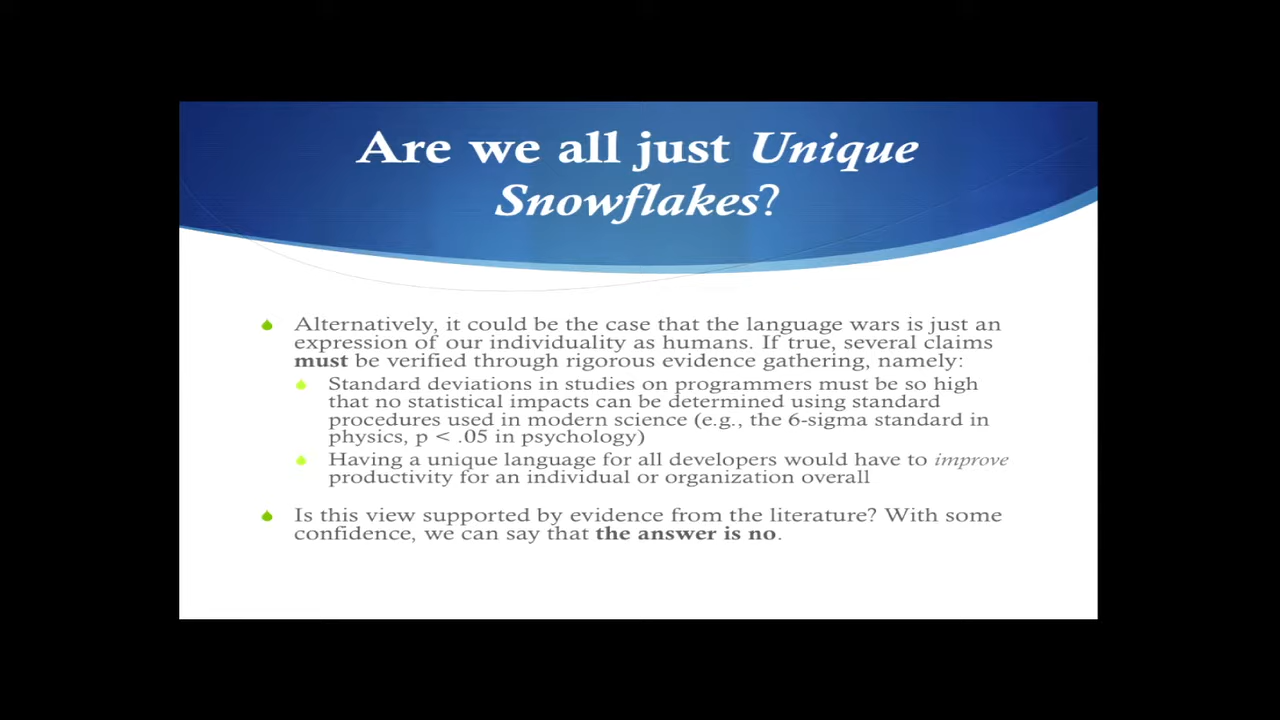 Are we all just Unique
Snowflakes?
Alternatively, it could be the case that the language wars is just an
expression of our individuality as humans. If true, several claims
must be verified through rigorous evidence gathering, namely:
Standard deviations in studies on programmers must be so high
that no statistical impacts can be determined using standard
procedures used in modern science (e.g., the 6-sigma standard in
physics, p < .05 in psychology)
Having a unique language for all developers would have to improve
productivity for an individual or organization overall
Is this view supported by evidence from the literature? With some
confidence, we can say that the answer is no.